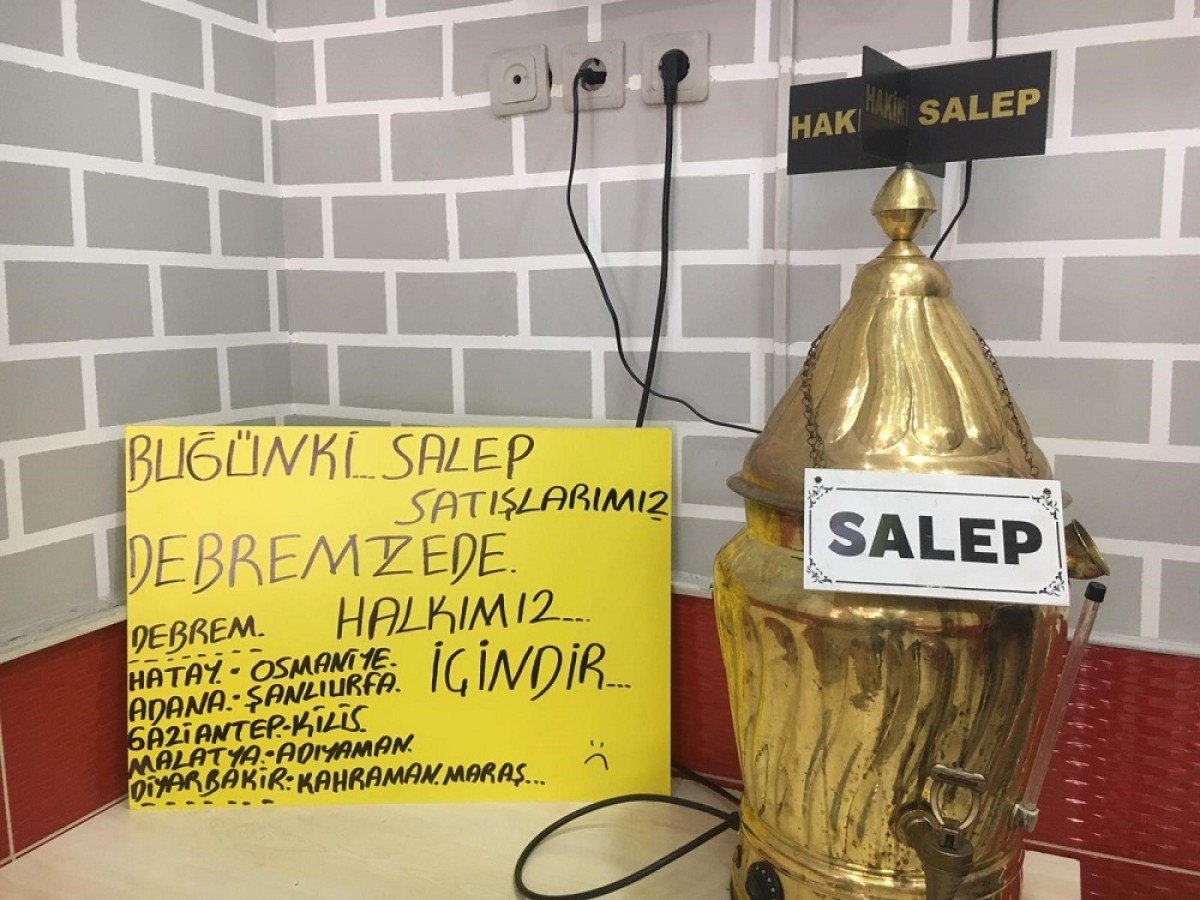 HAKİKİ SALEP
SALEP
BUĞÜNKİ... SALEP
SATIŞLARIMIZ
DEBREMZEDE.
HALKIMIZ...
İÇİNDİR...
DEBREM.
HATAY.-OSMANİYE.
ADANA.-ŞANLIURFA.
GAZİANTEP.-KİLİS
MALATYA.-ADIYAMAN.
DİYARBAKIR-KAHRAMAN.MARAŞ...